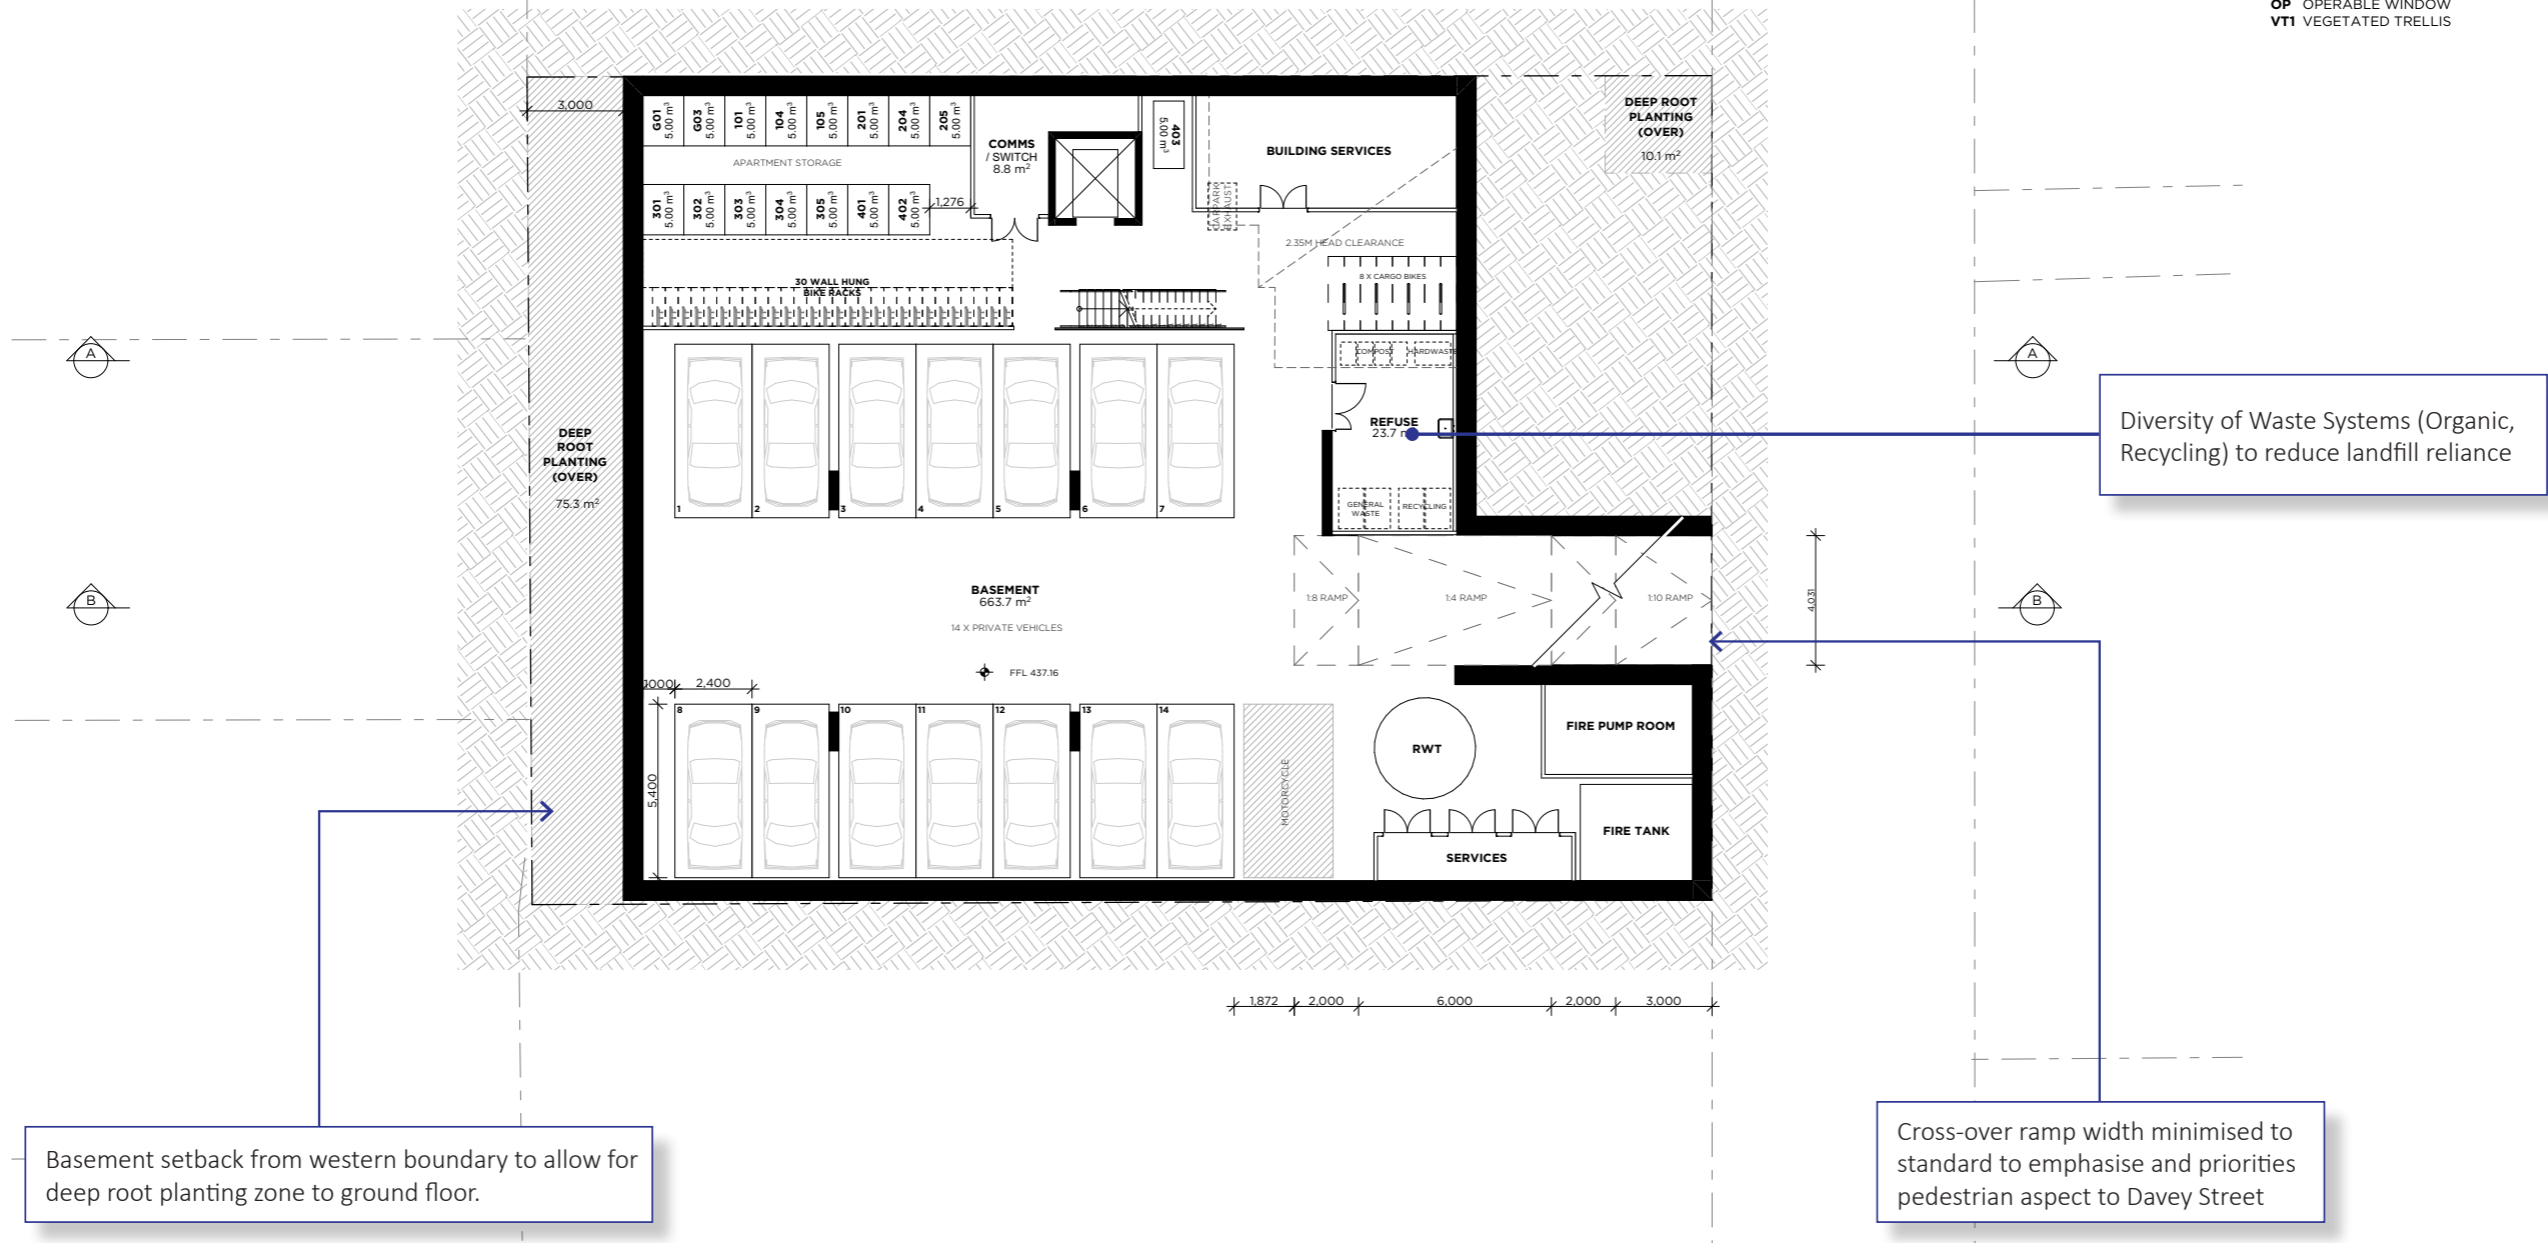 OP OPERABLE WINDOW
VT1 VEGETATED TRELLIS
3,000
G01 5.00 m³
G03 5.00 m³
101 5.00 m³
104 5.00 m³
105 5.00 m³
201 5.00 m³
204 5.00 m³
205 5.00 m³
APARTMENT STORAGE
301 5.00 m³
302 5.00 m³
303 5.00 m³
304 5.00 m³
305 5.00 m³
401 5.00 m³
402 5.00 m³
1,276
COMMS
/ SWITCH
8.8 m²
403
5.00 m³
BUILDING SERVICES
CARPARK
EXHAUST
DEEP ROOT
PLANTING
(OVER)
10.1 m²
2.35M HEAD CLEARANCE
8 X CARGO BIKES
30 WALL HUNG
BIKE RACKS
A
A
COMPOST
HARDWASTE
REFUSE
23.7 m
GENERAL
WASTE
RECYCLING
Diversity of Waste Systems (Organic,
Recycling) to reduce landfill reliance
DEEP
ROOT
PLANTING
(OVER)
75.3 m²
1
2
3
4
5
6
7
B
B
BASEMENT
663.7 m²
14 X PRIVATE VEHICLES
FFL 437.16
1:8 RAMP
1:4 RAMP
1:10 RAMP
4,031
1000
2,400
5,400
8
9
10
11
12
13
14
MOTORCYCLE
RWT
FIRE PUMP ROOM
FIRE TANK
SERVICES
1,872
2,000
6,000
2,000
3,000
Basement setback from western boundary to allow for
deep root planting zone to ground floor.
Cross-over ramp width minimised to
standard to emphasise and priorities
pedestrian aspect to Davey Street